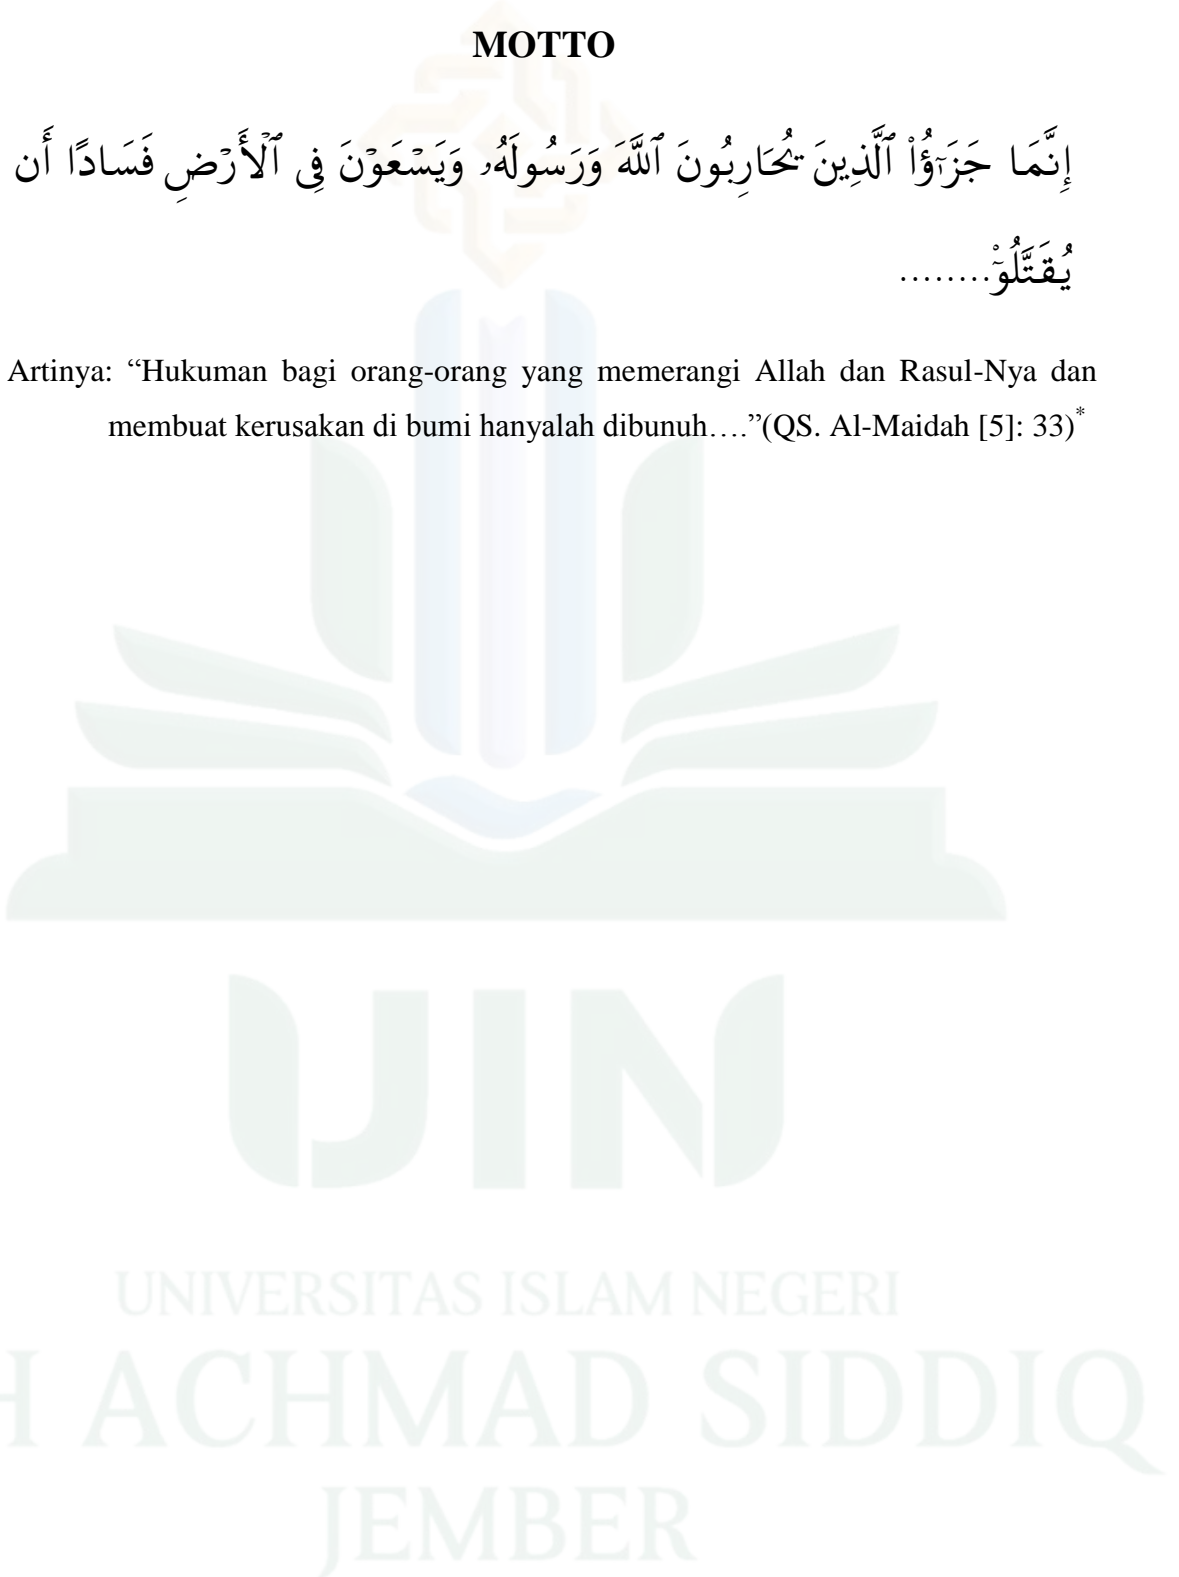 MOTTO
إِنَّمَا جَزَٰٓؤُا۟ ٱلَّذِينَ يُحَارِبُونَ ٱللَّهَ وَرَسُولَهُۥ وَيَسْعَوْنَ فِى ٱلْأَرْضِ فَسَادًا أَن
يُقَتَّلُوٓا۟........
Artinya: “Hukuman bagi orang-orang yang memerangi Allah dan Rasul-Nya dan
membuat kerusakan di bumi hanyalah dibunuh….”(QS. Al-Maidah [5]: 33)*
UIN
UNIVERSITAS ISLAM NEGERI
H ACHMAD SIDDIQ
JEMBER